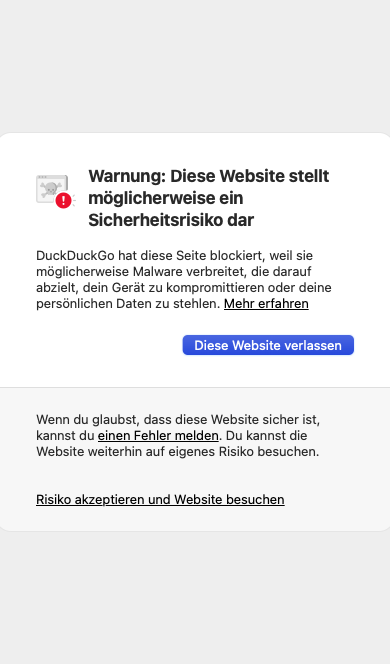 Warnung: Diese Website stellt
möglicherweise ein
Sicherheitsrisiko dar
DuckDuckGo hat diese Seite blockiert, weil sie
möglicherweise Malware verbreitet, die darauf
abzielt, dein Gerät zu kompromittieren oder deine
persönlichen Daten zu stehlen. Mehr erfahren
Diese Website verlassen
Wenn du glaubst, dass diese Website sicher ist,
kannst du einen Fehler melden. Du kannst die
Website weiterhin auf eigenes Risiko besuchen.
Risiko akzeptieren und Website besuchen